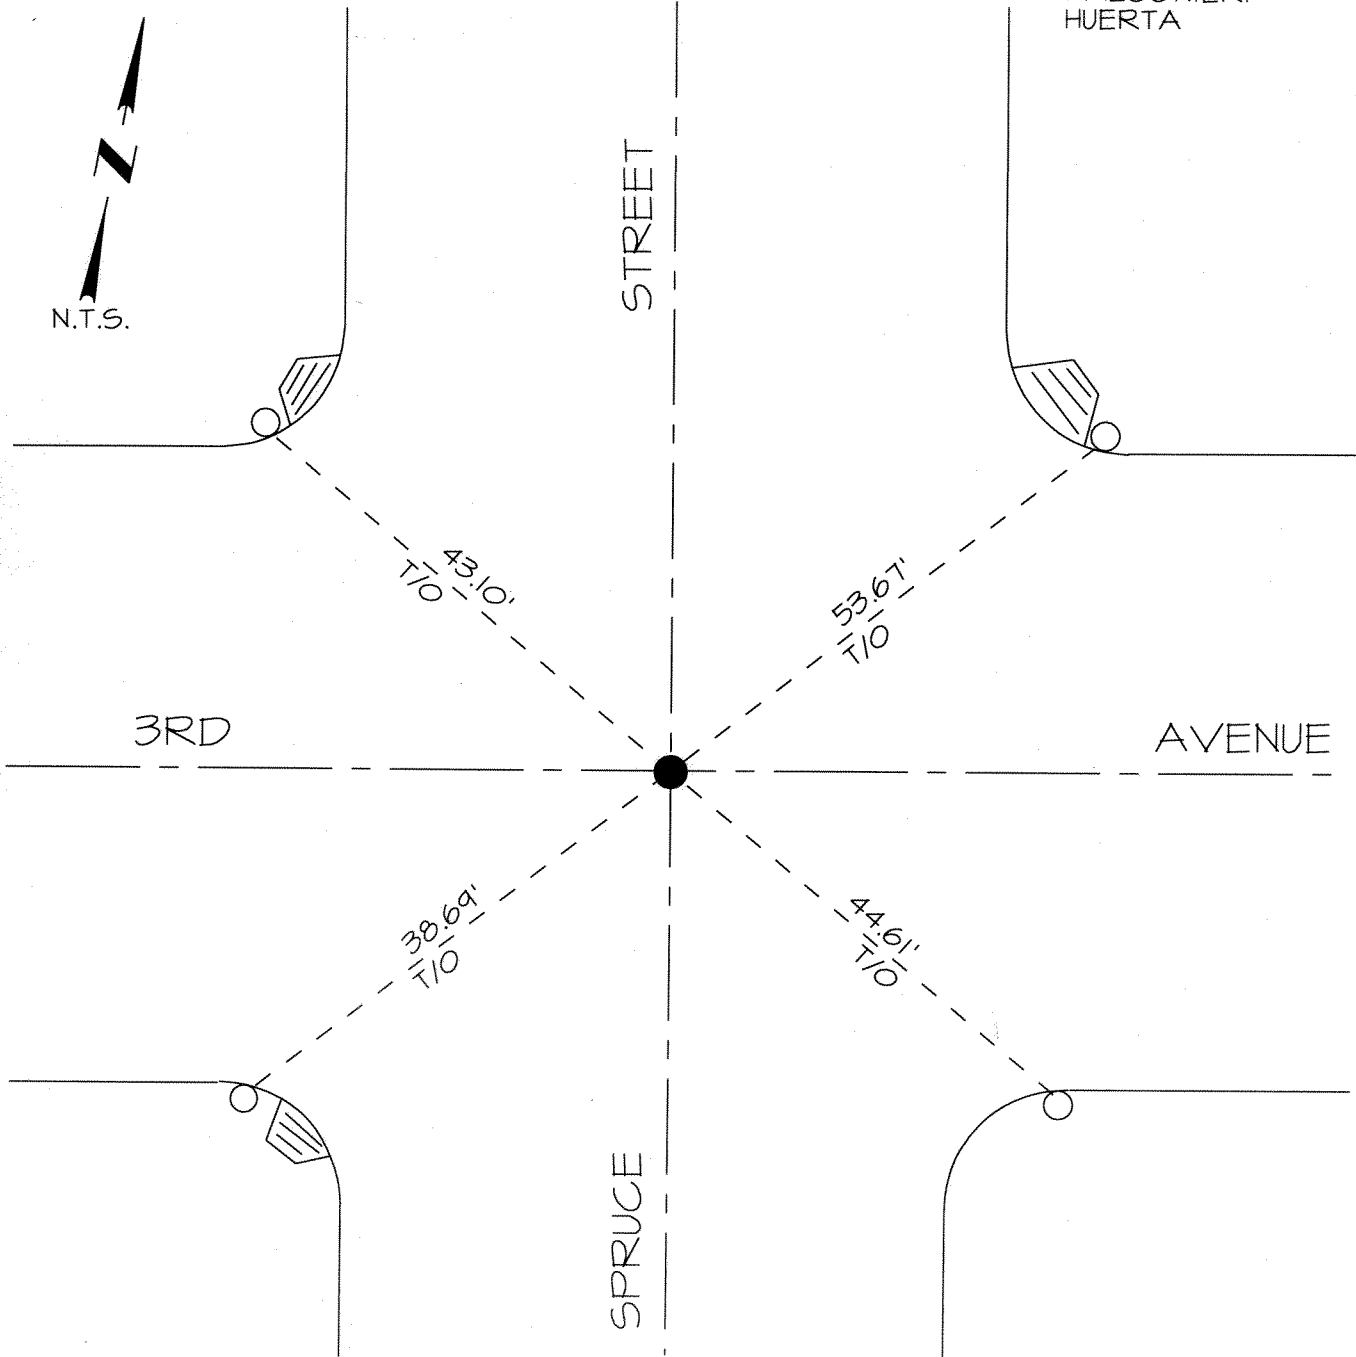 HUERTA
STREET
N
N.T.S.
43.10'
T/O
53.67'
T/O
3RD
AVENUE
38.69'
T/O
44.61'
T/O
SPRUCE